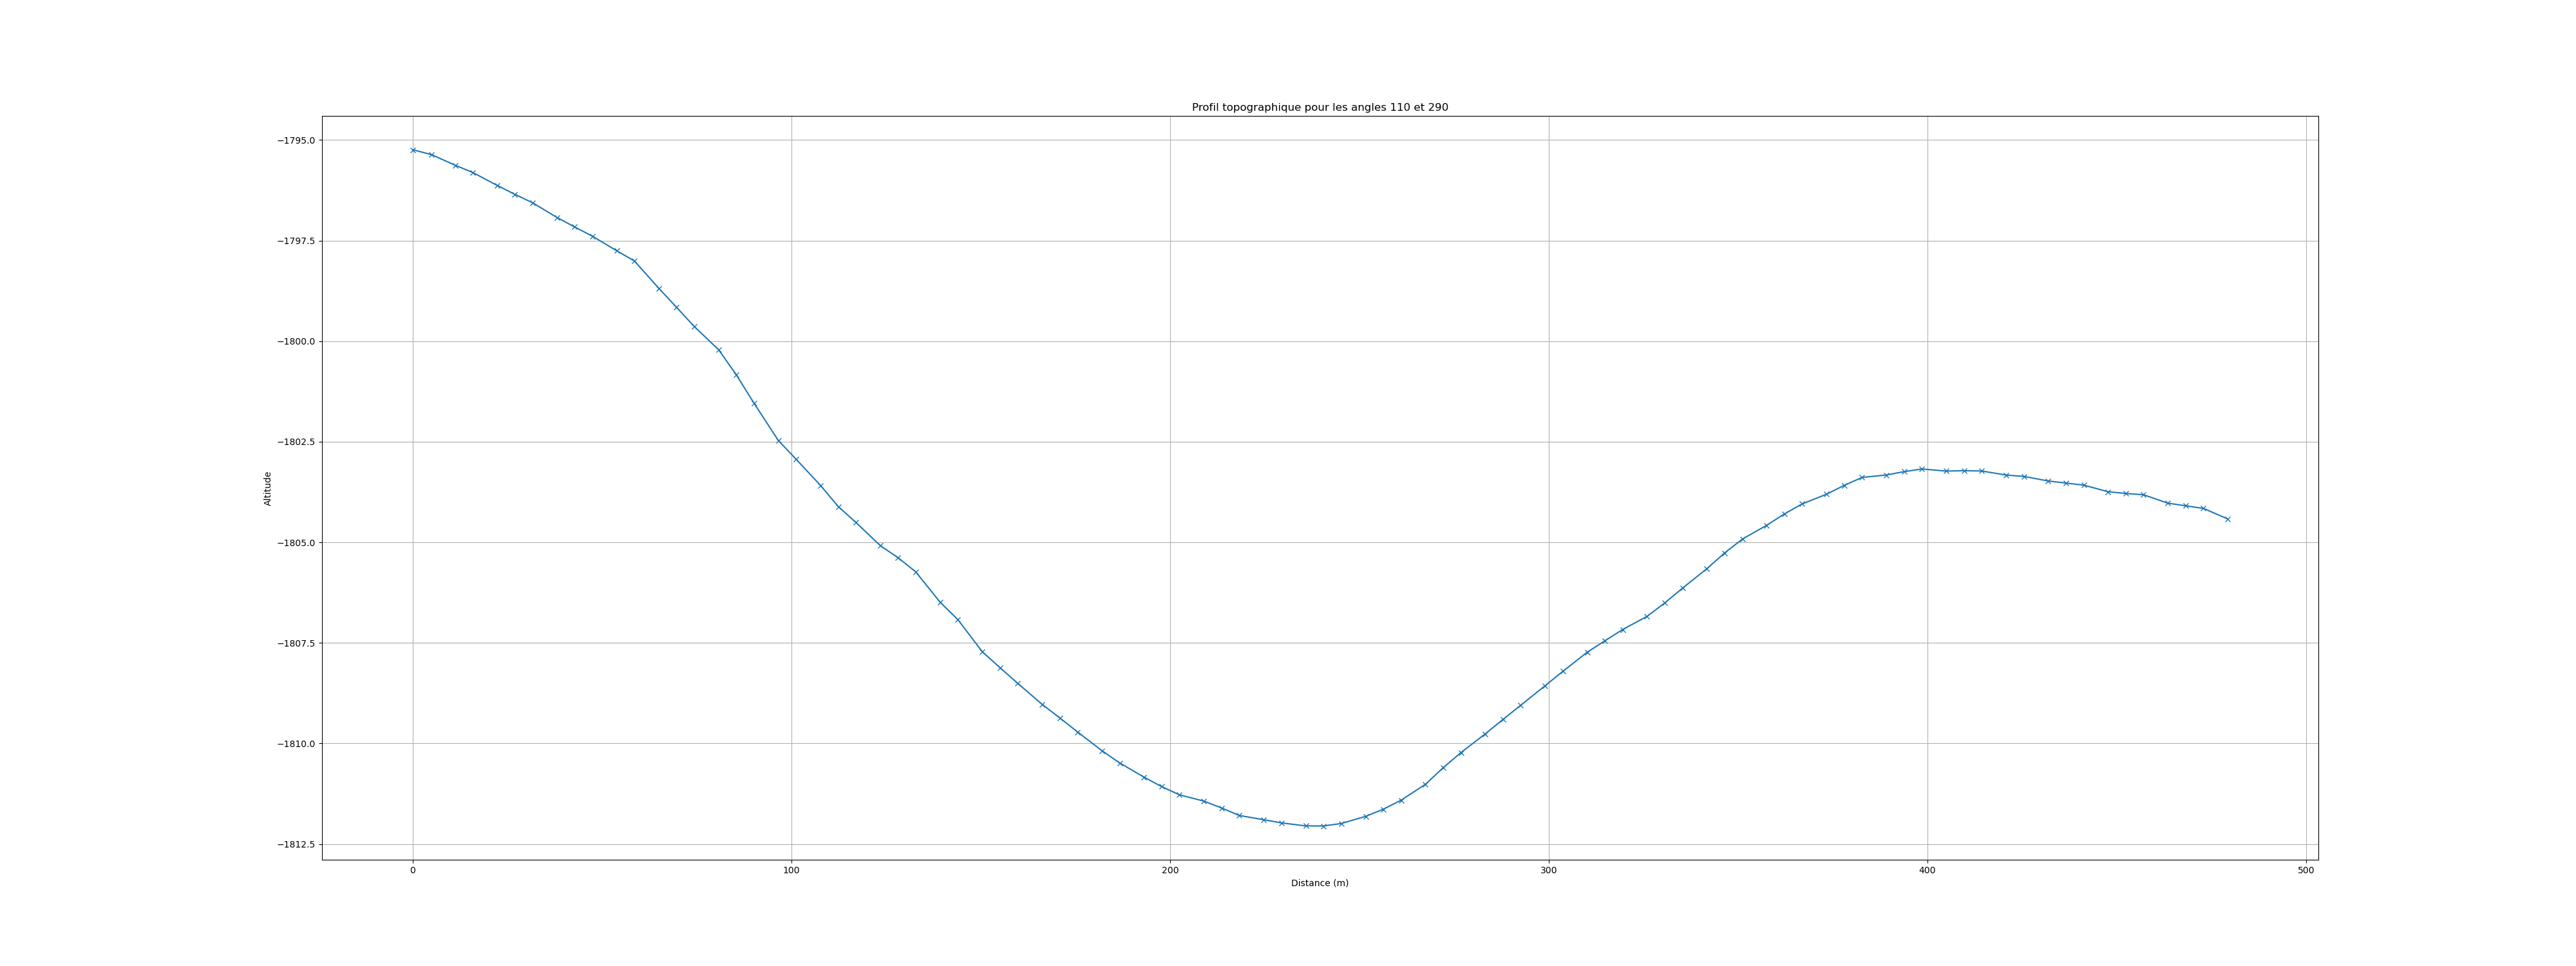 Profil topographique pour les angles 110 et 290
−1795.0
−1797.5
−1800.0
−1802.5
−1805.0
−1807.5
−1810.0
−1812.5
Altitude
0 100 200 300 400 500
Distance (m)